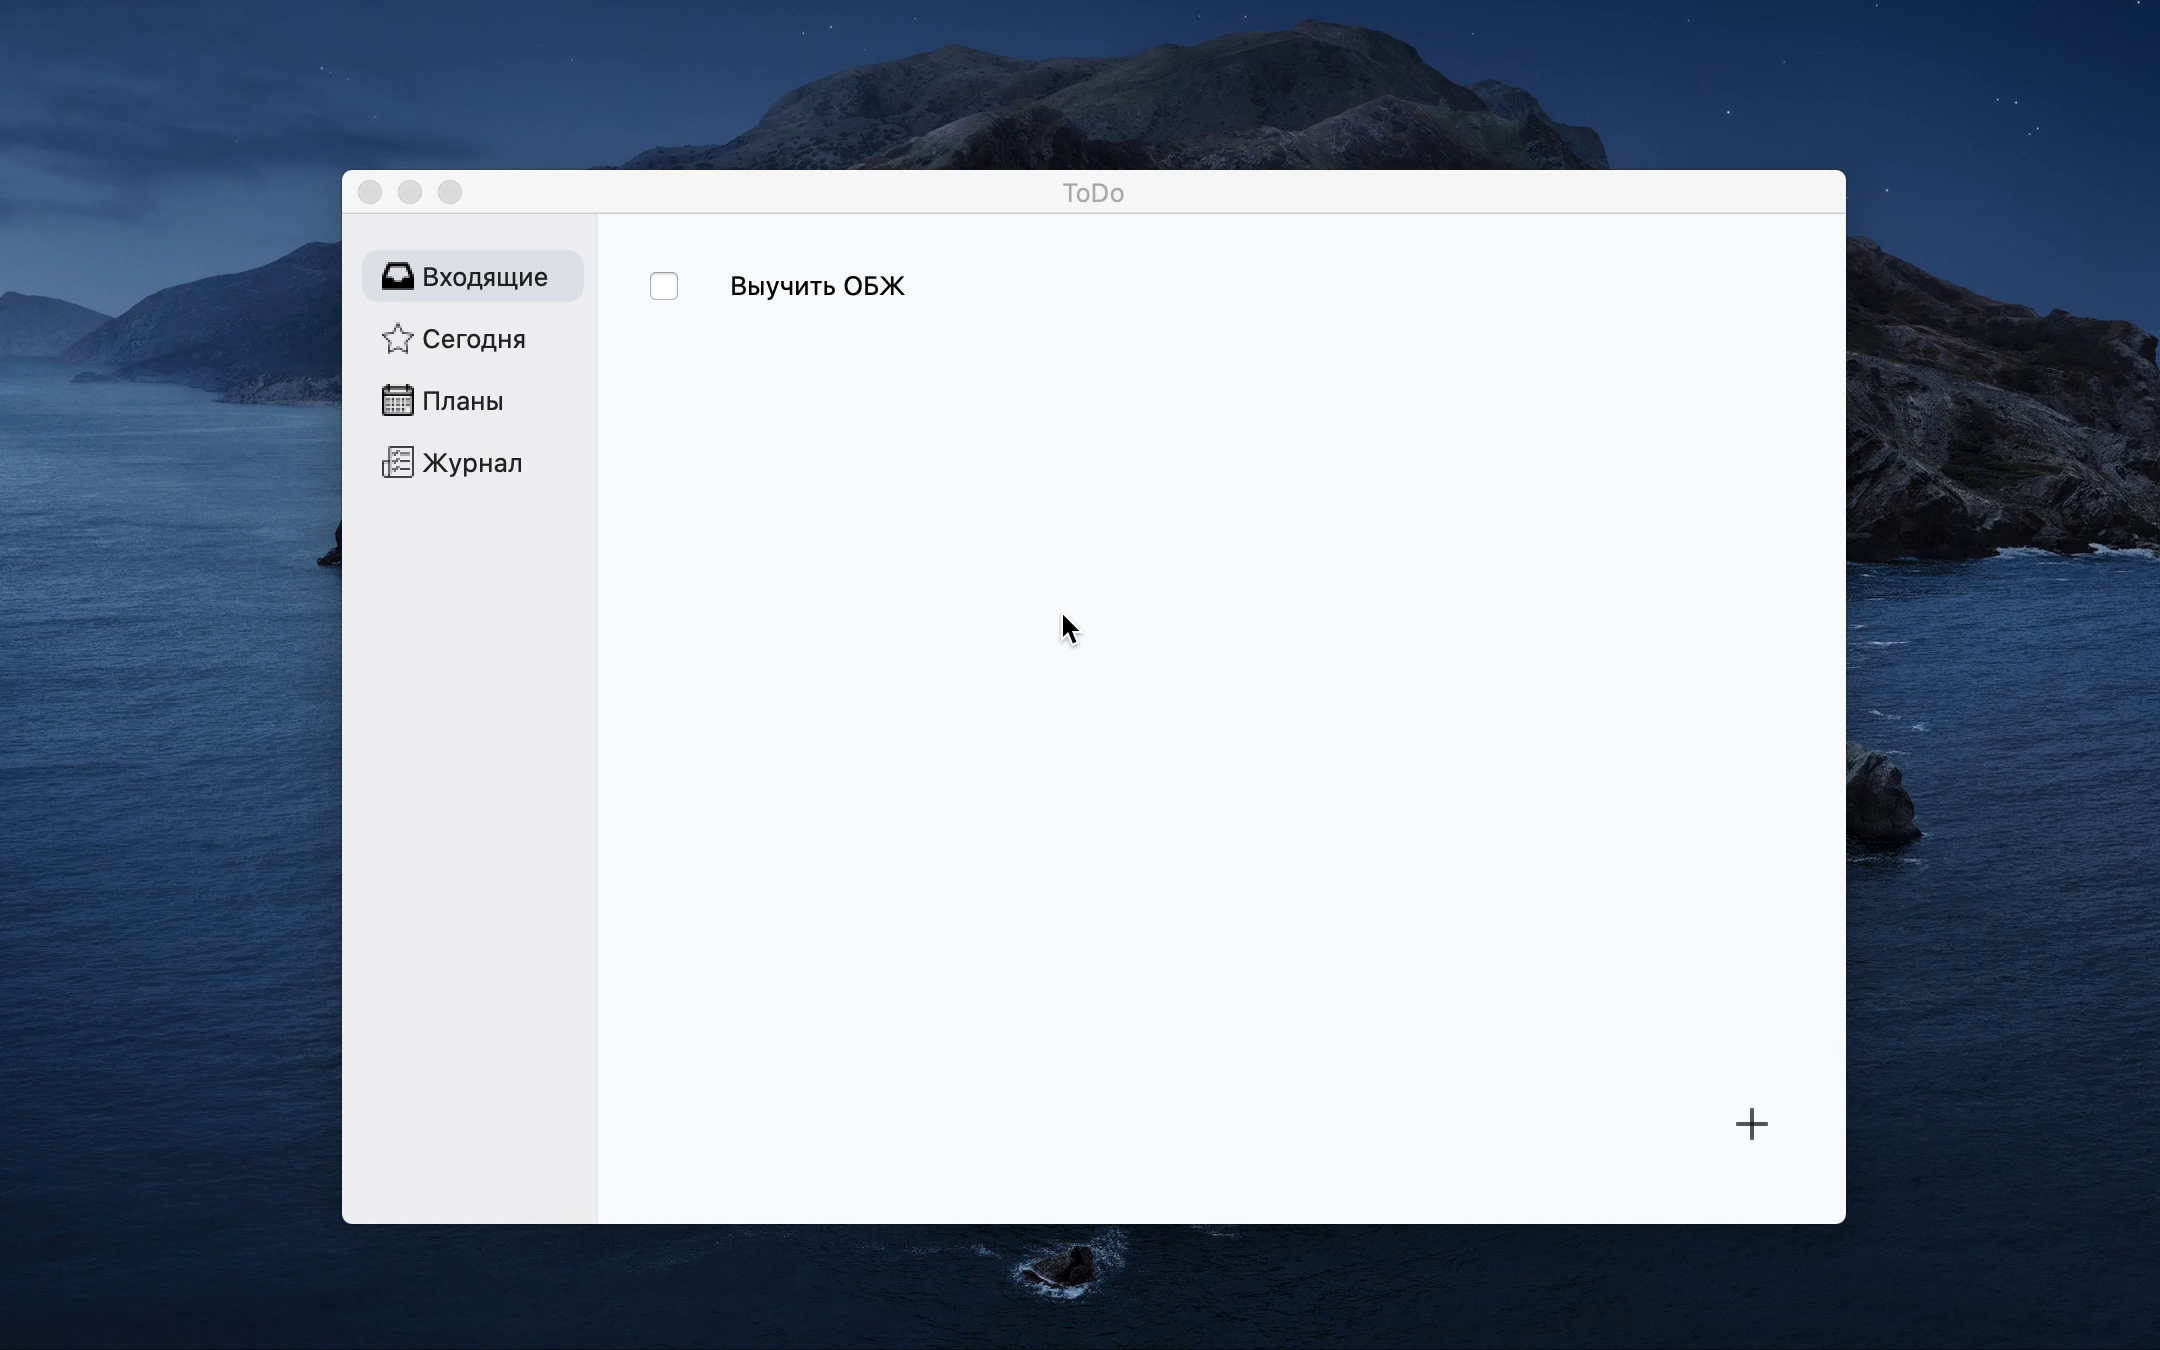 ToDo
Входящие
Сегодня
Планы
Журнал
Выучить ОБЖ